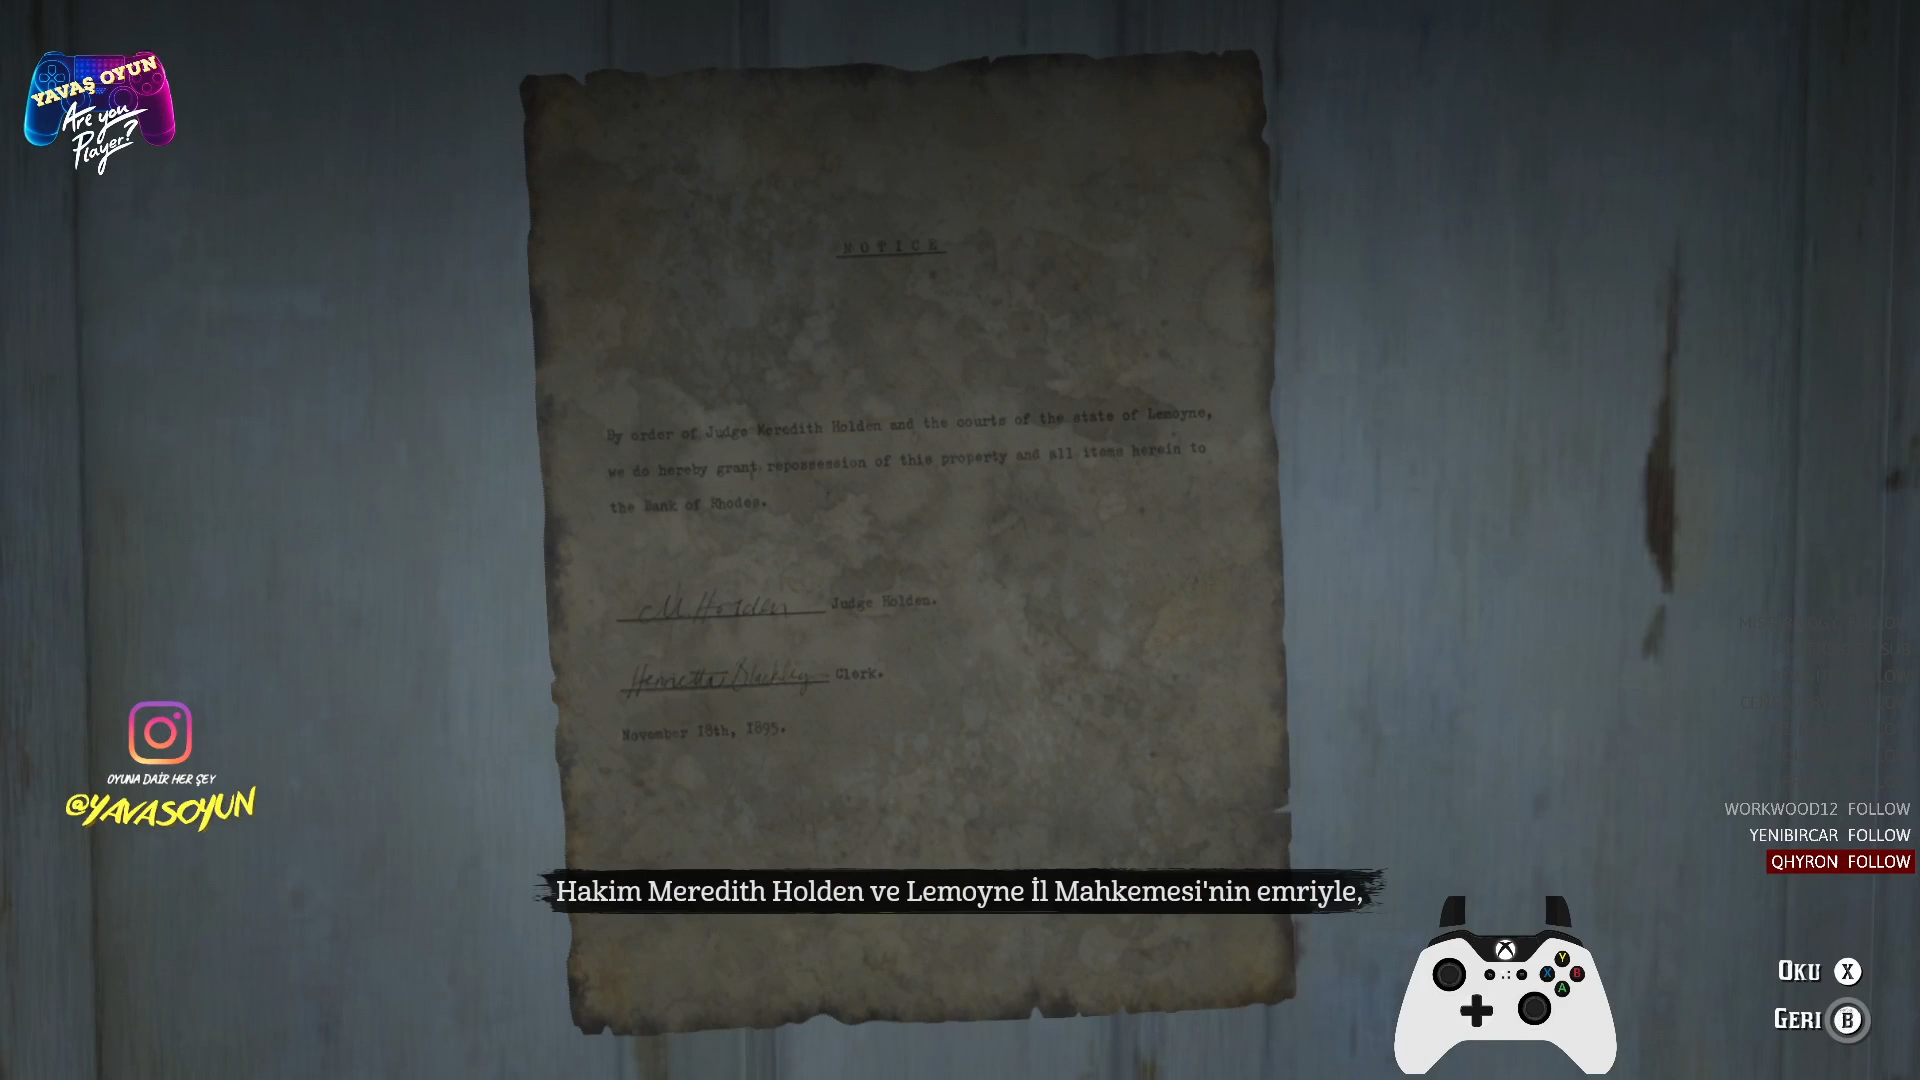 YAVAŞ OYUN
Are you
Player?
NOTICE
By order of Judge Meredith Holden and the courts of the state of Lemoyne,
we do hereby grant repossession of this property and all items herein to
the Bank of Rhodes.
M. Holden Judge Holden.
Henrietta Clerk.
November 18th, 1895.
OYUNA DAİR HER ŞEY
@YAVASOYUN
WORKWOOD12 FOLLOW
YENIBIRCAR FOLLOW
QHYRON FOLLOW
Hakim Meredith Holden ve Lemoyne İl Mahkemesi'nin emriyle,
Y
X B
A
OKU X
GERI B